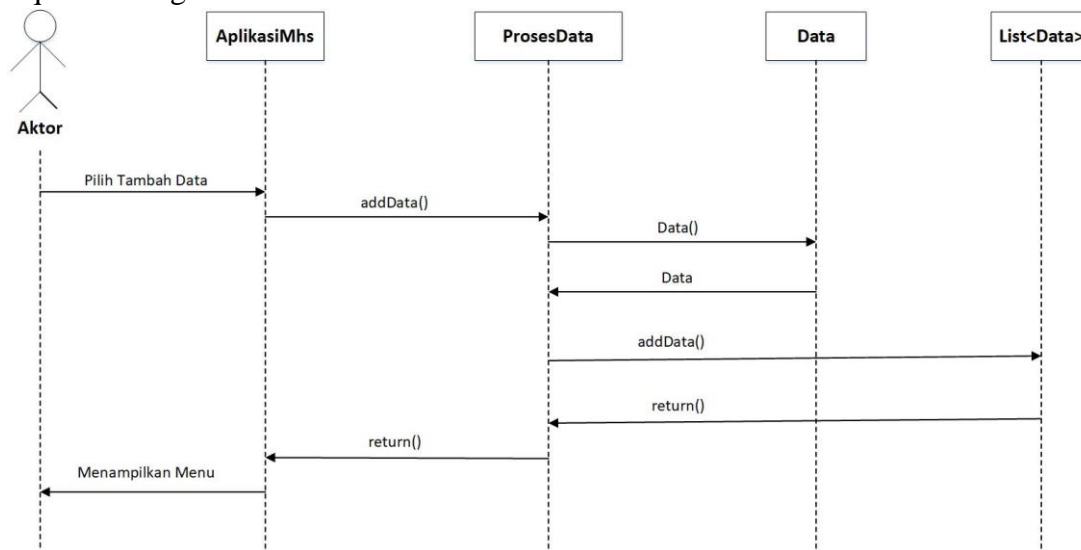 AplikasiMhs
ProsesData
Data
List<Data>
Aktor
Pilih Tambah Data
addData()
Data()
Data
addData()
return()
return()
Menampilkan Menu